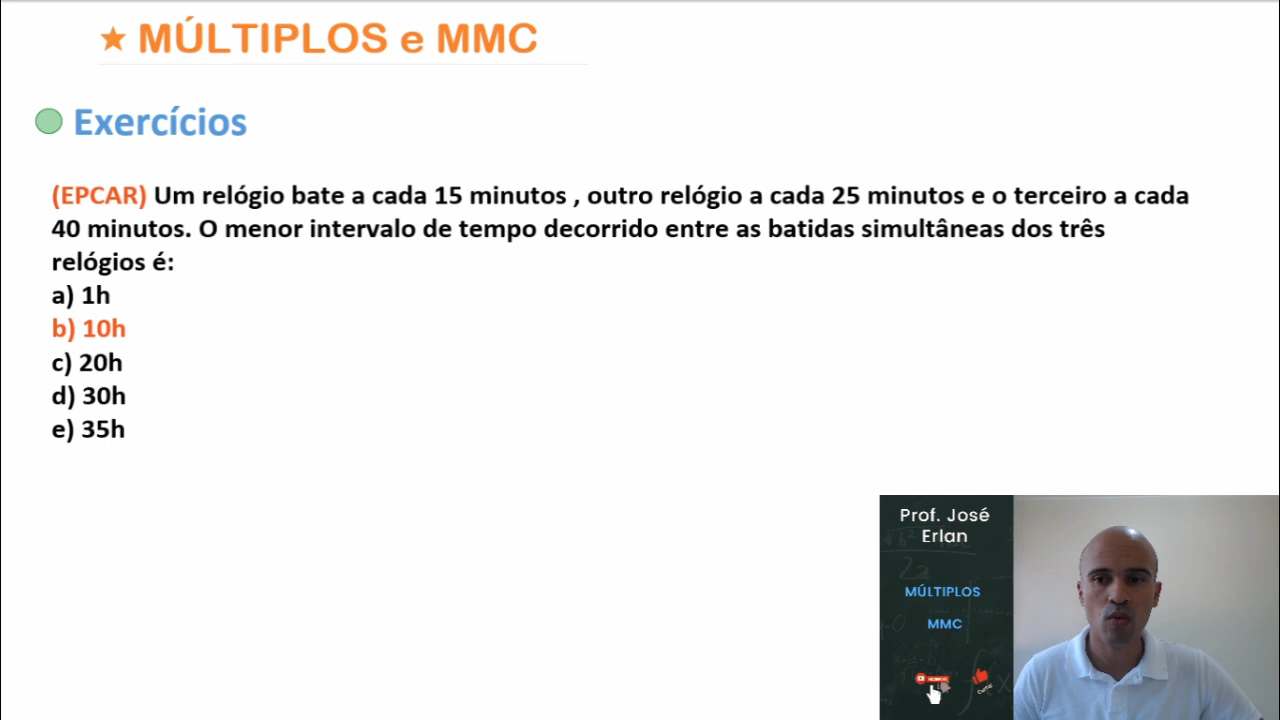 MÚLTIPLOS e MMC
Exercícios
(EPCAR) Um relógio bate a cada 15 minutos , outro relógio a cada 25 minutos e o terceiro a cada
40 minutos. O menor intervalo de tempo decorrido entre as batidas simultâneas dos três
relógios é:
a) 1h
b) 10h
c) 20h
d) 30h
e) 35h
Prof. José
Erlan
MÚLTIPLOS
MMC